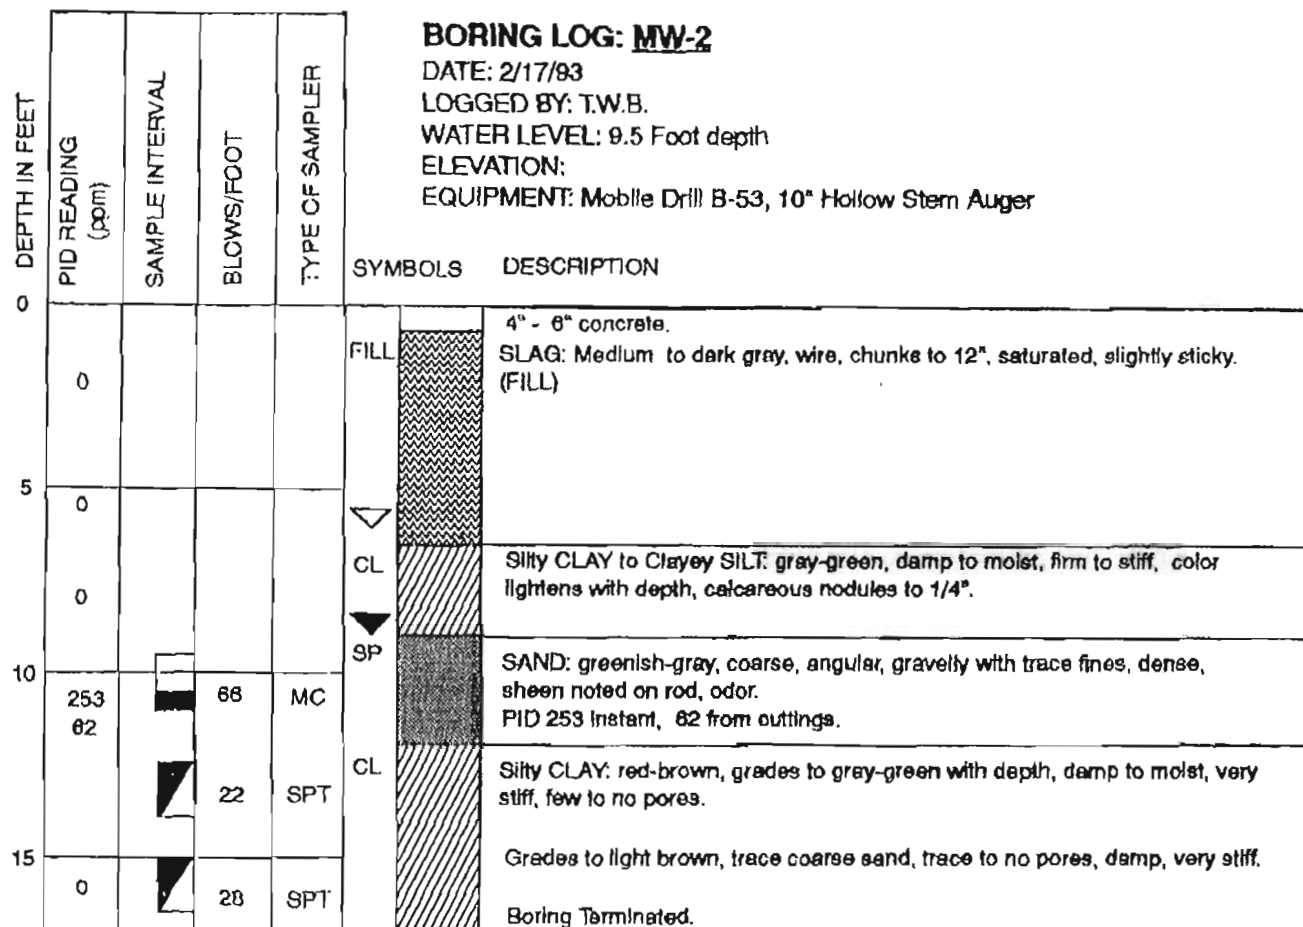 BORING LOG: MW-2
DATE: 2/17/93
LOGGED BY: T.W.B.
WATER LEVEL: 9.5 Foot depth
ELEVATION:
EQUIPMENT: Mobile Drill B-53, 10" Hollow Stem Auger
DEPTH IN FEET
PID READING
(ppm)
SAMPLE INTERVAL
BLOWS/FOOT
TYPE OF SAMPLER
SYMBOLS DESCRIPTION
0
4" - 6" concrete.
FILL SLAG: Medium to dark gray, wire, chunks to 12", saturated, slightly sticky.
0 (FILL)
5
0
CL Silty CLAY to Clayey SILT: gray-green, damp to moist, firm to stiff, color
0 lightens with depth, calcareous nodules to 1/4".
SP SAND: greenish-gray, coarse, angular, gravelly with trace fines, dense,
10
253 66 MC sheen noted on rod, odor.
62 PID 253 instant, 62 from cuttings.
CL Silty CLAY: red-brown, grades to gray-green with depth, damp to moist, very
22 SPT stiff, few to no pores.
15 Grades to light brown, trace coarse sand, trace to no pores, damp, very stiff.
0 28 SPT
Boring Terminated.